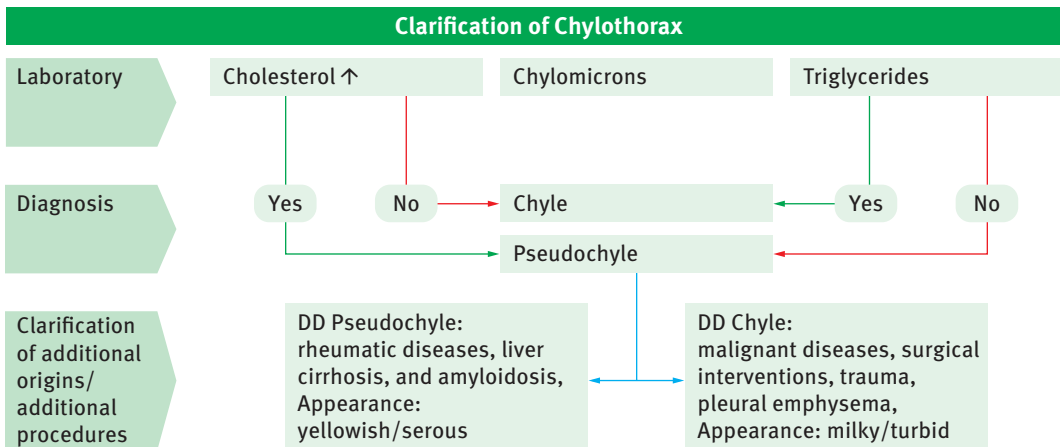 Clarification of Chylothorax
Laboratory
Cholesterol ↑
Chylomicrons
Triglycerides
Diagnosis
Yes
No
Chyle
Yes
No
Pseudochyle
Clarification
of additional
origins/
additional
procedures
DD Pseudochyle:
rheumatic diseases, liver
cirrhosis, and amyloidosis,
Appearance:
yellowish/serous
DD Chyle:
malignant diseases, surgical
interventions, trauma,
pleural emphysema,
Appearance: milky/turbid